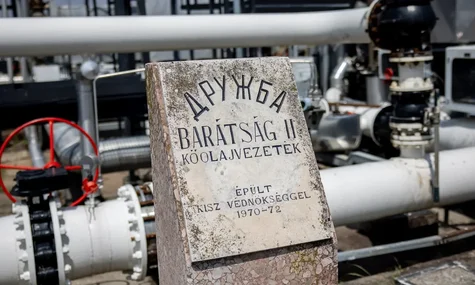 ДРУЖБА
BARÁTSÁG II
KŐOLAJVEZETÉK
ÉPÜLT
KISZ VÉDNÖKSÉGGEL
1970-72